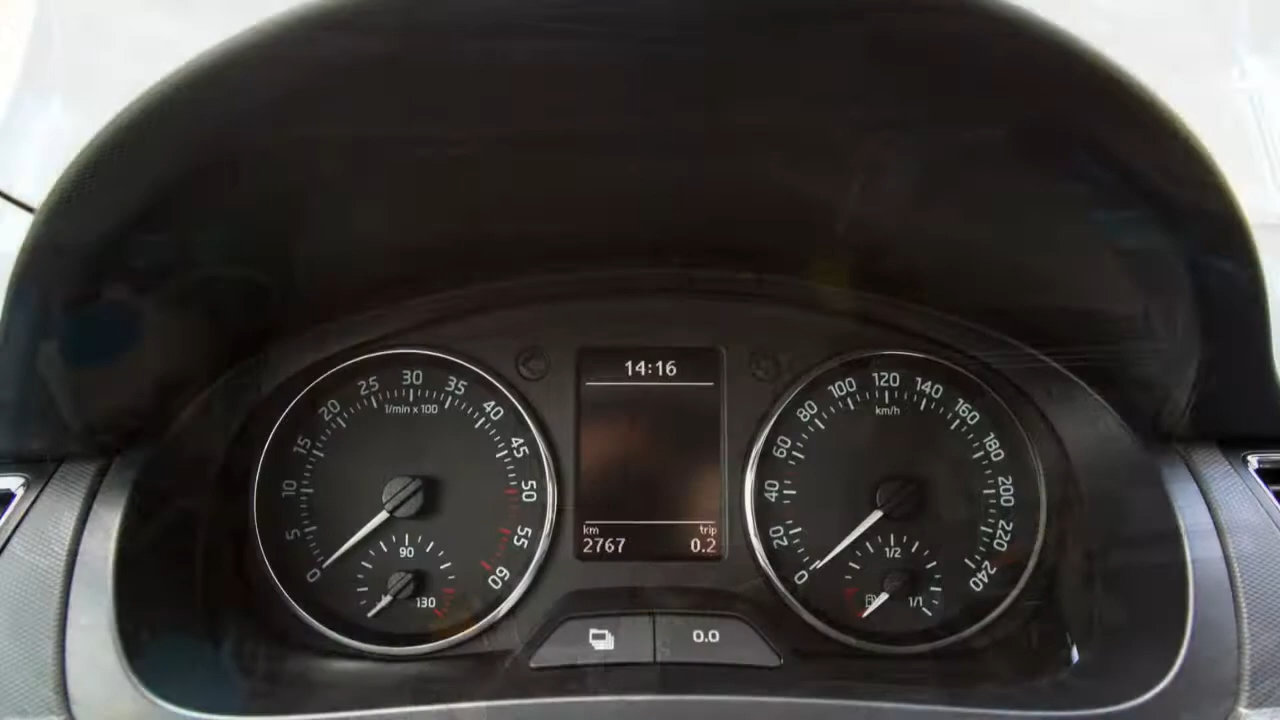 14:16
km trip
2767 0.2
0 5 10 15 20 25 30 35 40 45 50 55 60
1/min x 100
90
130
0 20 40 60 80 100 120 140 160 180 200 220 240
km/h
1/2
1/1
0.0